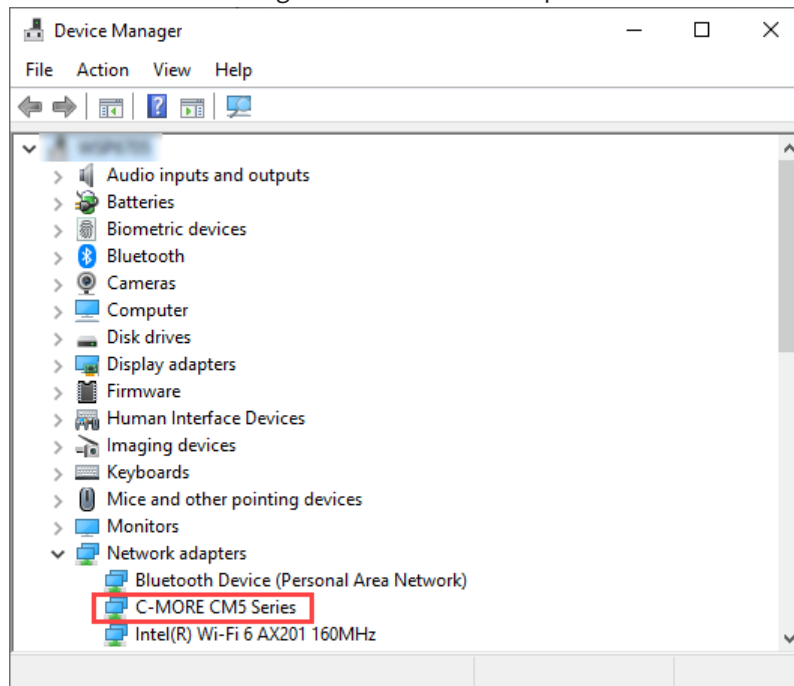 Device Manager
File Action View Help
Audio inputs and outputs
Batteries
Biometric devices
Bluetooth
Cameras
Computer
Disk drives
Display adapters
Firmware
Human Interface Devices
Imaging devices
Keyboards
Mice and other pointing devices
Monitors
Network adapters
Bluetooth Device (Personal Area Network)
C-MORE CM5 Series
Intel(R) Wi-Fi 6 AX201 160MHz